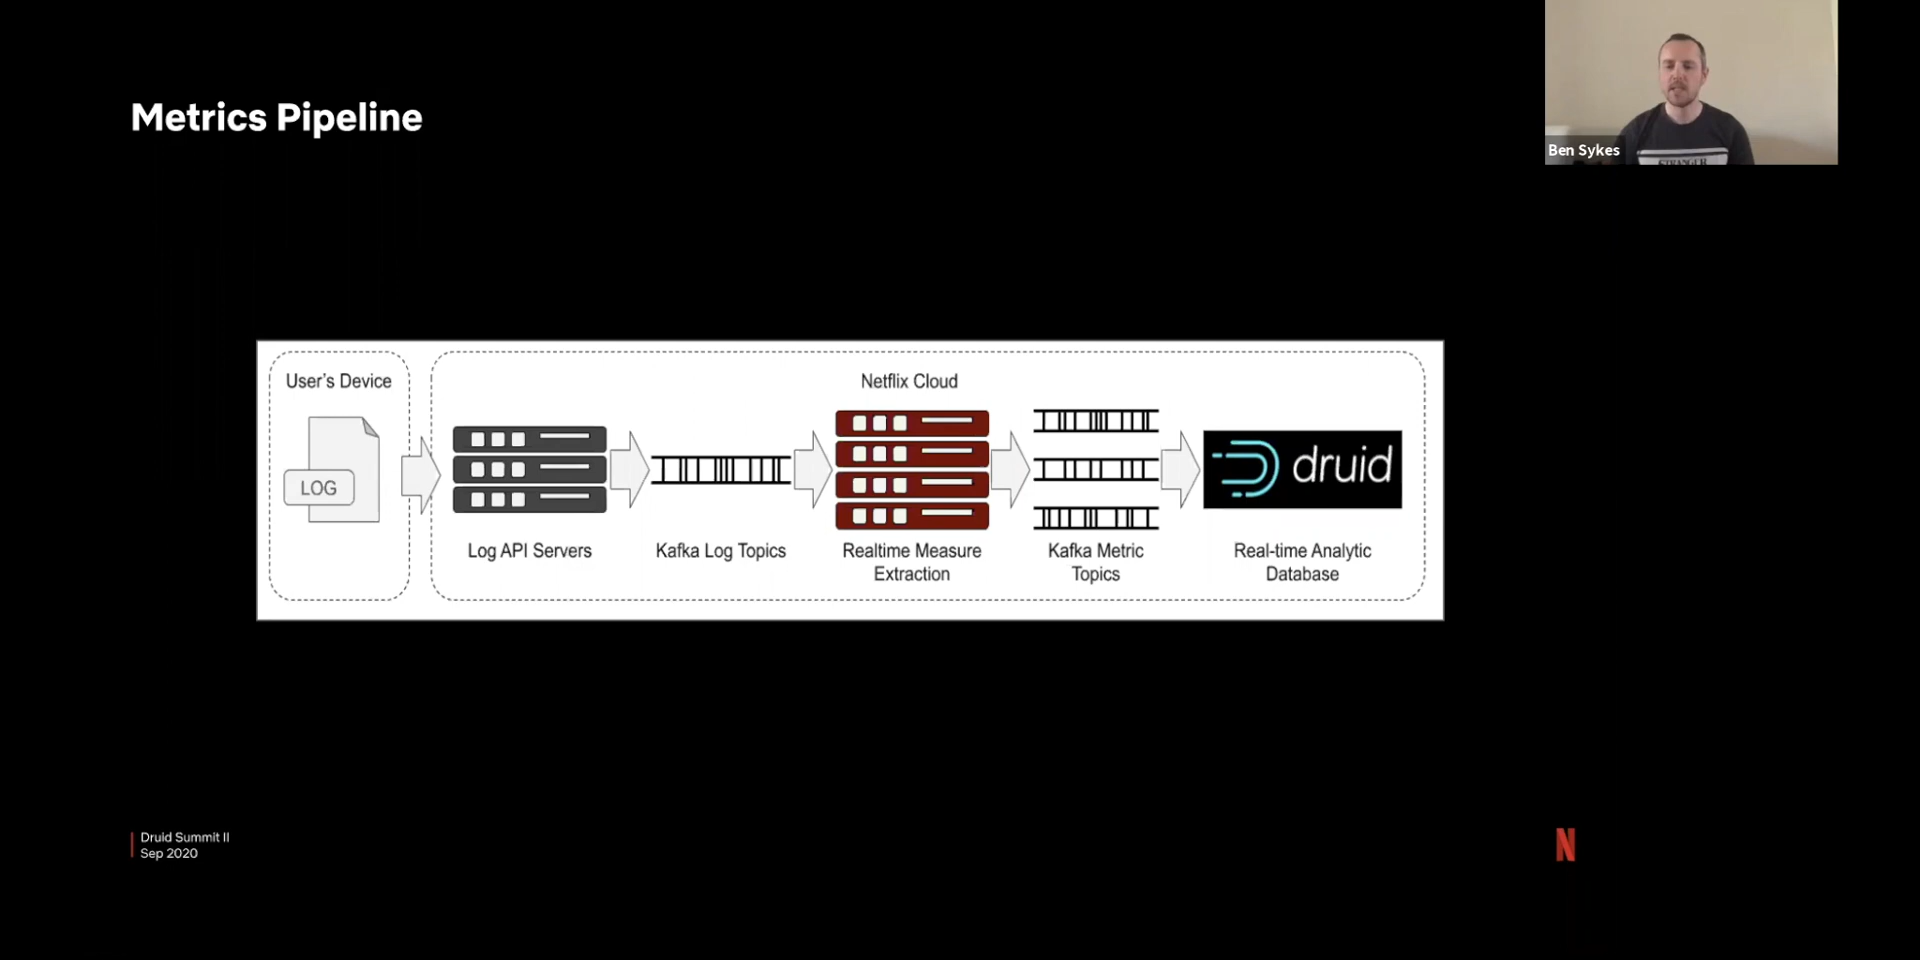 Metrics Pipeline
Ben Sykes
STRANGER
User's Device
Netflix Cloud
LOG
druid
Log API Servers
Kafka Log Topics
Realtime Measure
Extraction
Kafka Metric
Topics
Real-time Analytic
Database
Druid Summit II
Sep 2020
N